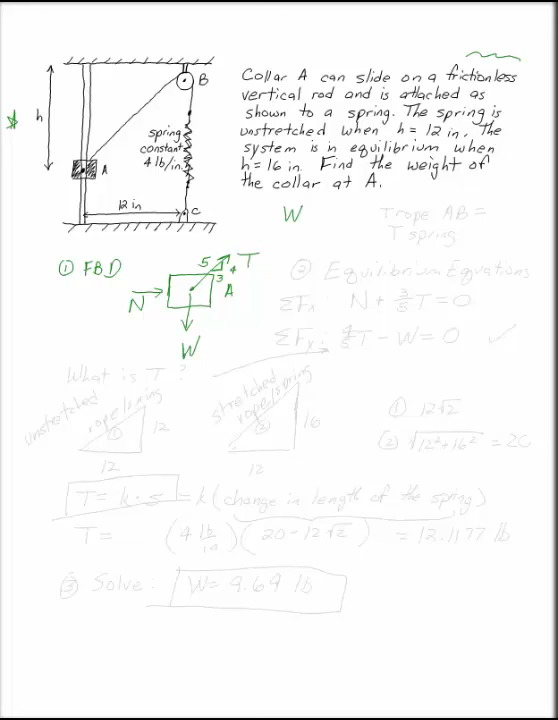 Collar A can slide on a frictionless
vertical rod and is attached as
shown to a spring. The spring is
unstretched when h = 12 in. The
system is in equilibrium when
h = 16 in. Find the weight of
the collar at A.
B
h
spring
constant
4 lb/in.
A
12 in
C
W
Trope AB =
Tspring
① FBD
5
4
3
T
N
A
W
② Equilibrium Equations
ΣFx: N + 3/5 T = 0
ΣFy: 4/5 T - W = 0 ✓
What is T?
unstretched
rope/spring
①
12
12
stretched
rope/spring
②
16
12
① 12√2
② √12²+16² = 20
T = k·s = k (change in length of the spring)
T = (4 lb/in)(20 - 12√2) = 12.1177 lb
③ Solve: W = 9.69 lb